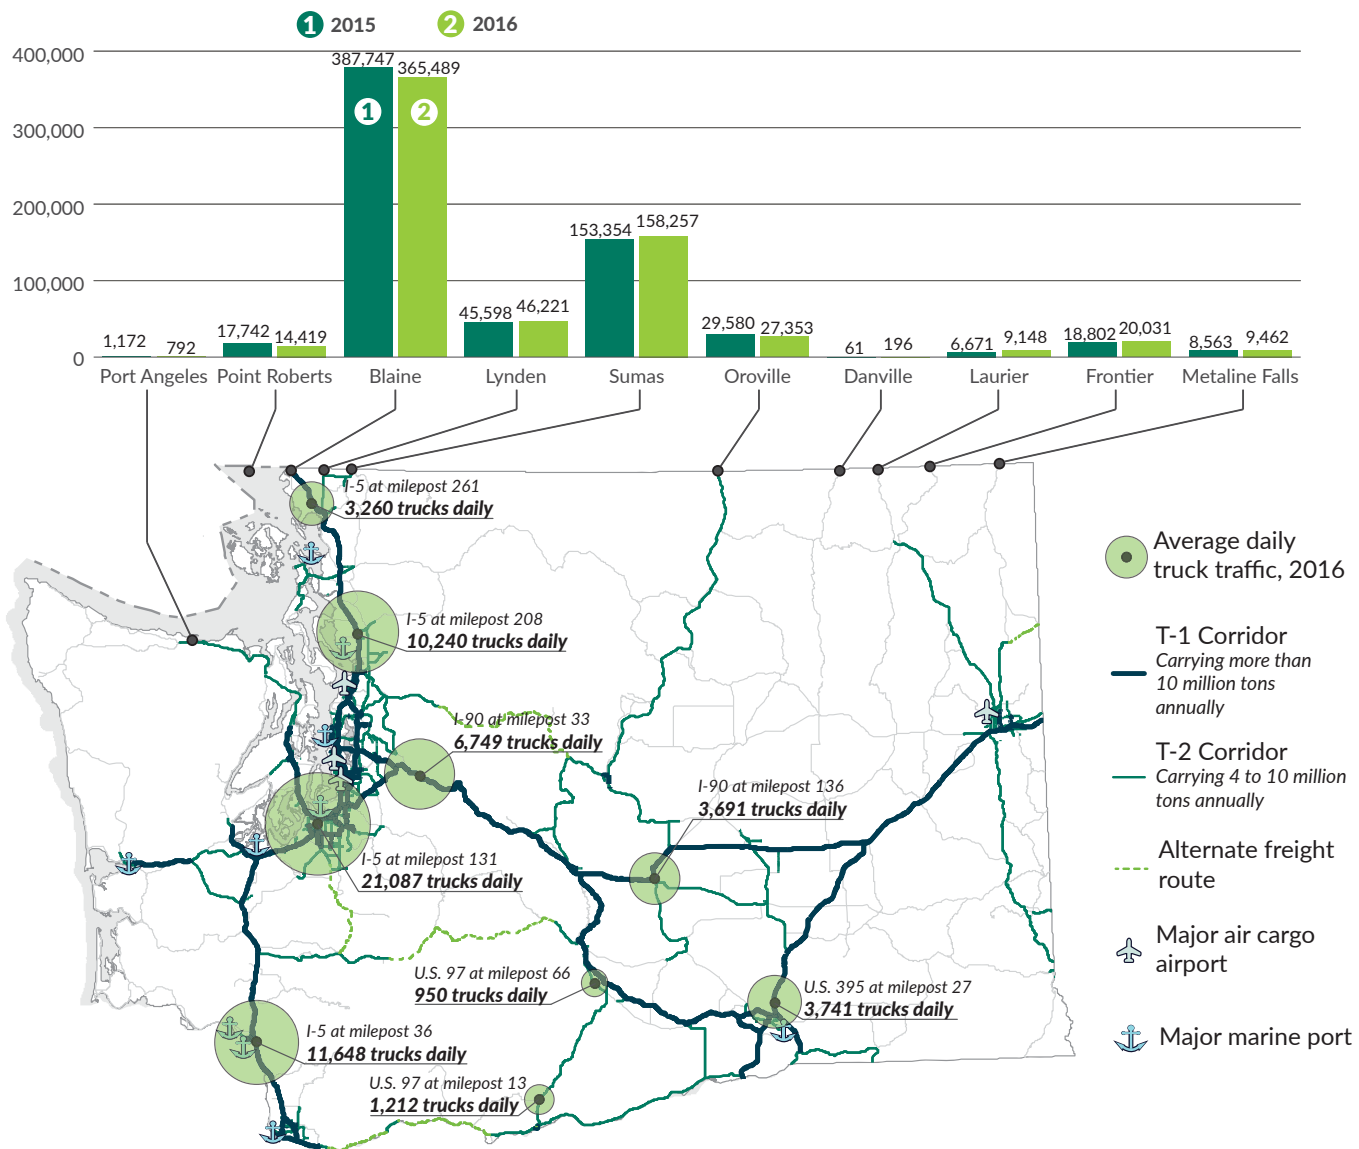 1 2015 2 2016
400,000
300,000
200,000
100,000
0
387,747 365,489
1 2
153,354 158,257
45,598 46,221
29,580 27,353
17,742 14,419
1,172 792
61 196
6,671 9,148
18,802 20,031
8,563 9,462
Port Angeles Point Roberts Blaine Lynden Sumas Oroville Danville Laurier Frontier Metaline Falls
I-5 at milepost 261
3,260 trucks daily
I-5 at milepost 208
10,240 trucks daily
I-90 at milepost 33
6,749 trucks daily
I-90 at milepost 136
3,691 trucks daily
I-5 at milepost 131
21,087 trucks daily
U.S. 97 at milepost 66
950 trucks daily
U.S. 395 at milepost 27
3,741 trucks daily
I-5 at milepost 36
11,648 trucks daily
U.S. 97 at milepost 13
1,212 trucks daily
Average daily
truck traffic, 2016
T-1 Corridor
Carrying more than
10 million tons
annually
T-2 Corridor
Carrying 4 to 10 million
tons annually
Alternate freight
route
Major air cargo
airport
Major marine port